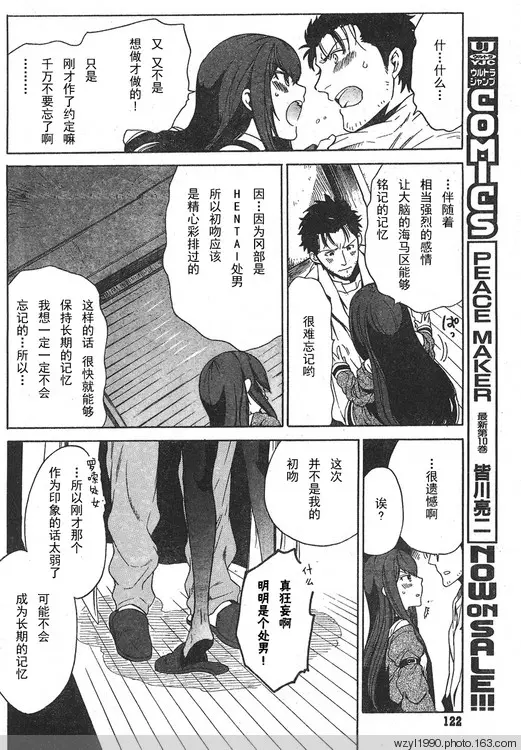 什…什么…
又 又不是
想做才做的！
只是
刚才作了约定嘛
千万不要忘了啊
…伴随着
相当强烈的感情
让大脑的海马区能够
铭记的记忆
很难忘记哟
因…因为冈部是
HENTAI处男
所以初吻应该
是精心彩排过的
这样的话 很快就能够
保持长期的记忆
我想一定一定不会
忘记的…所以…
…很遗憾啊
诶？
这次
并不是我的
初吻
真狂妄啊
明明是个处男！
罗嗦处女
…所以刚才那个
作为印象的话太弱了
可能不会
成为长期的记忆
UJ
YJC
ウルトラ
ジャンプ
COMICS
PEACE MAKER
最新第10巻
皆川亮二
NOW ON SALE!!!
122
wzyl1990.photo.163.com